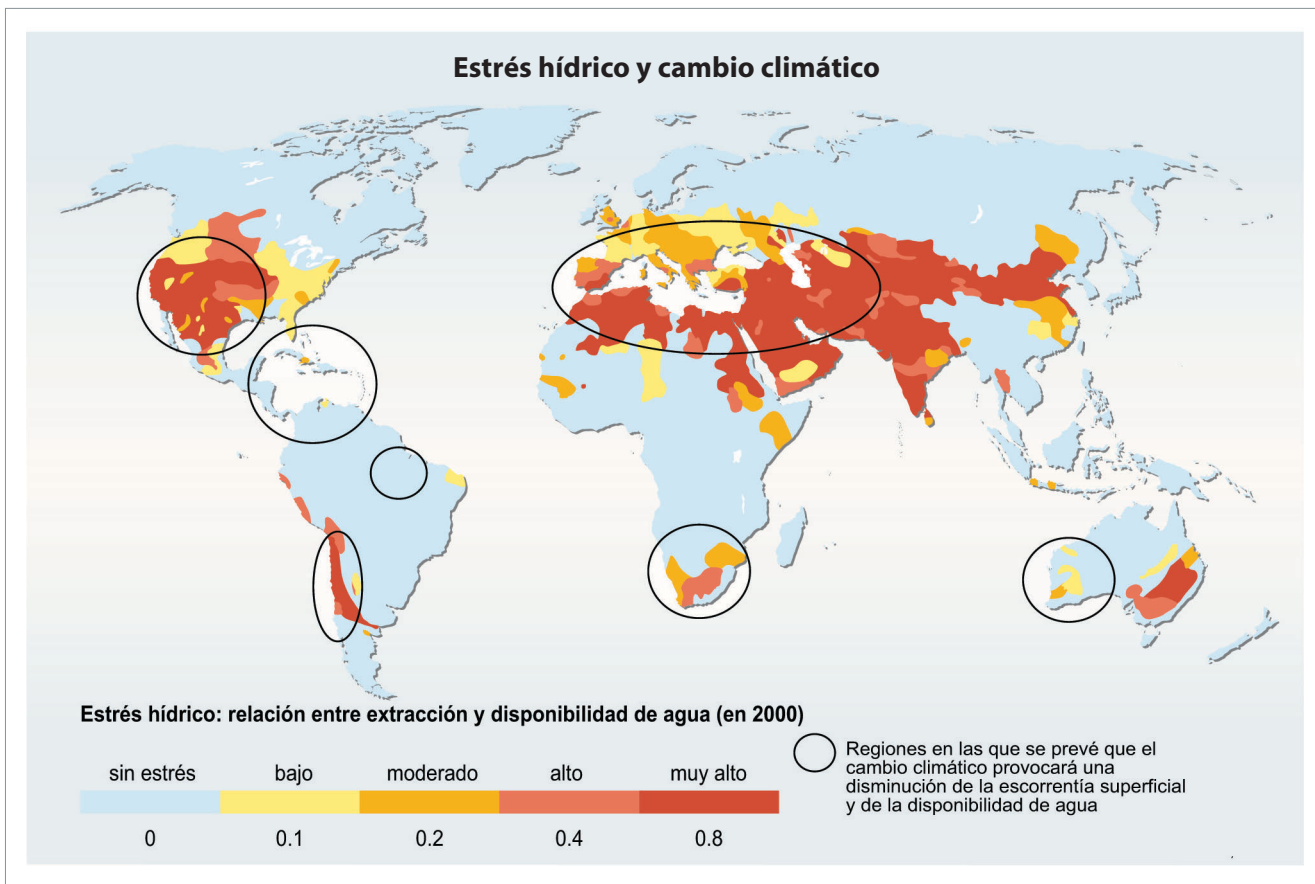 Estrés hídrico y cambio climático
Estrés hídrico: relación entre extracción y disponibilidad de agua (en 2000)
sin estrés bajo moderado alto muy alto
0 0.1 0.2 0.4 0.8
Regiones en las que se prevé que el
cambio climático provocará una
disminución de la escorrentía superficial
y de la disponibilidad de agua